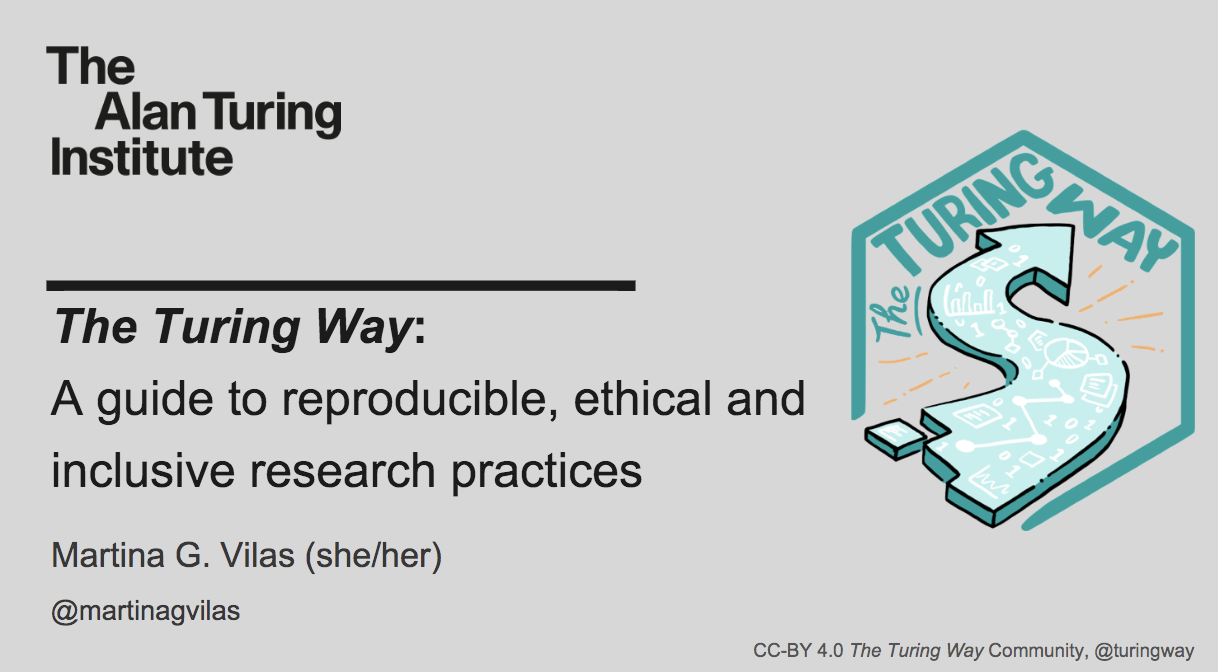 The
Alan Turing
Institute
The TURING WAY
The Turing Way:
A guide to reproducible, ethical and
inclusive research practices
Martina G. Vilas (she/her)
@martinagvilas
CC-BY 4.0 The Turing Way Community, @turingway